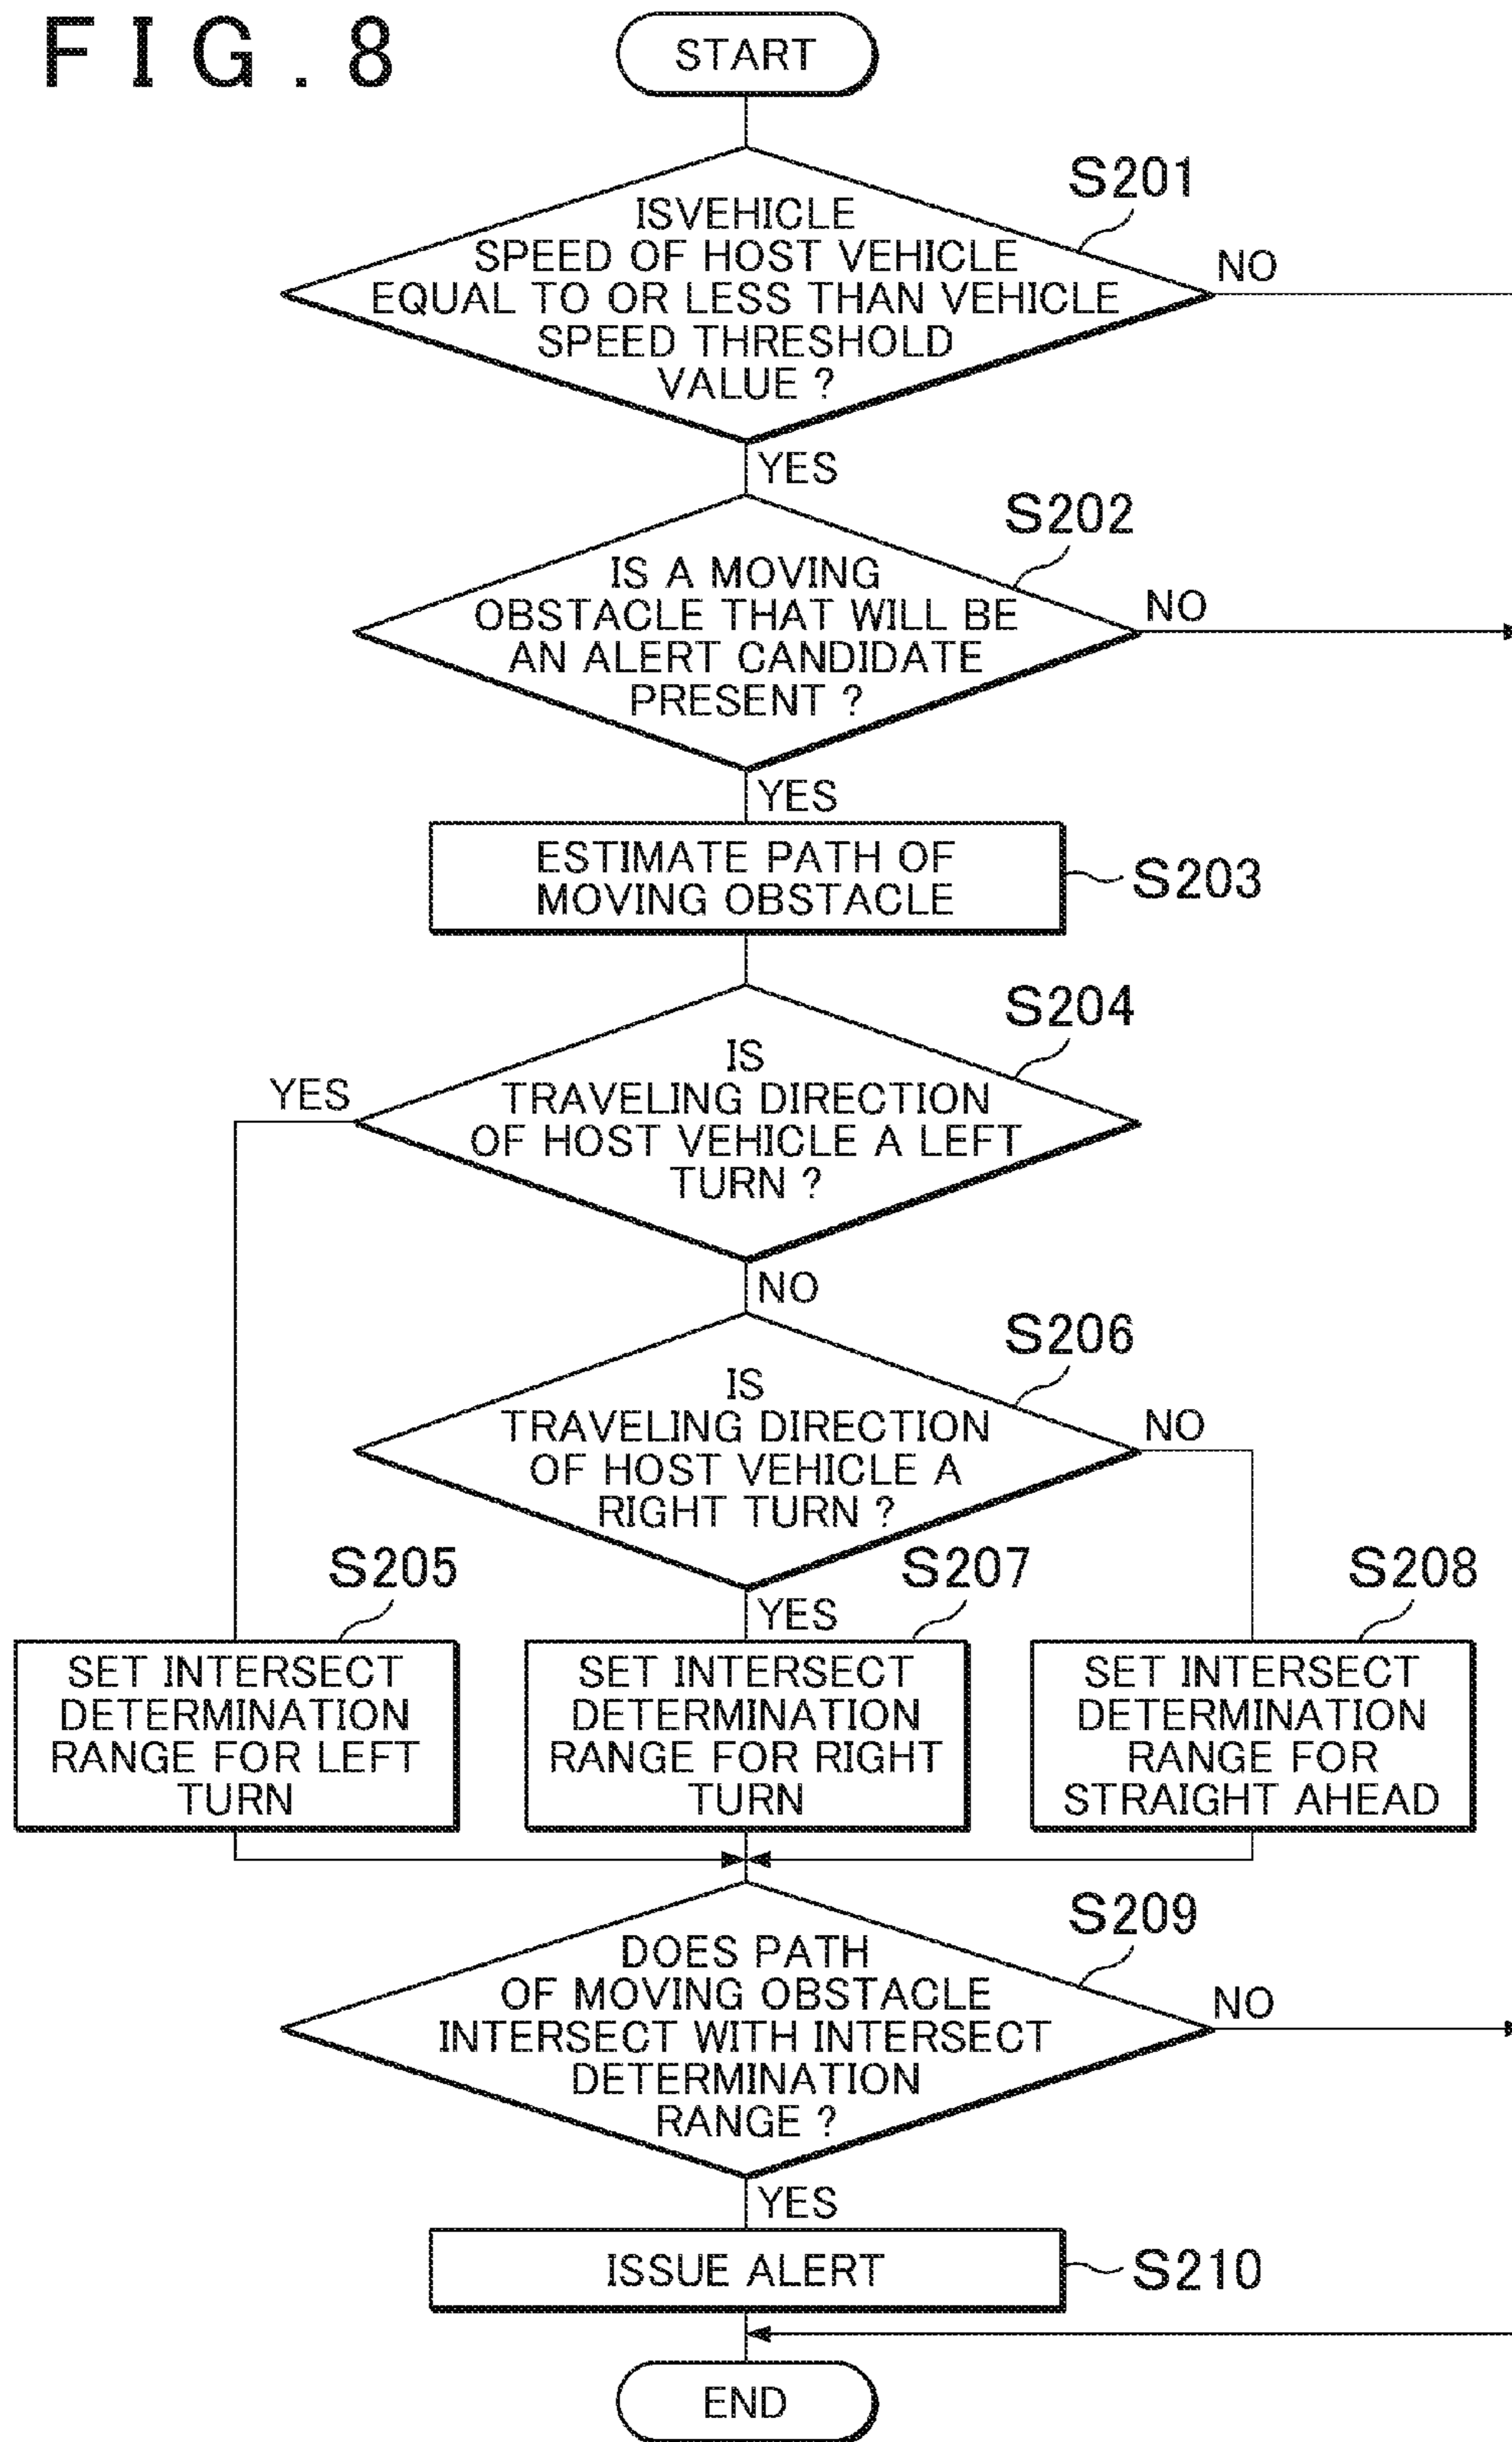 FIG. 8
START
S201
ISVEHICLE
SPEED OF HOST VEHICLE
EQUAL TO OR LESS THAN VEHICLE
SPEED THRESHOLD
VALUE ?
NO
YES
S202
IS A MOVING
OBSTACLE THAT WILL BE
AN ALERT CANDIDATE
PRESENT ?
NO
YES
ESTIMATE PATH OF
MOVING OBSTACLE
S203
S204
IS
TRAVELING DIRECTION
OF HOST VEHICLE A LEFT
TURN ?
YES
NO
S206
IS
TRAVELING DIRECTION
OF HOST VEHICLE A
RIGHT TURN ?
NO
YES
S205
SET INTERSECT
DETERMINATION
RANGE FOR LEFT
TURN
S207
SET INTERSECT
DETERMINATION
RANGE FOR RIGHT
TURN
S208
SET INTERSECT
DETERMINATION
RANGE FOR
STRAIGHT AHEAD
S209
DOES PATH
OF MOVING OBSTACLE
INTERSECT WITH INTERSECT
DETERMINATION
RANGE ?
NO
YES
ISSUE ALERT
S210
END